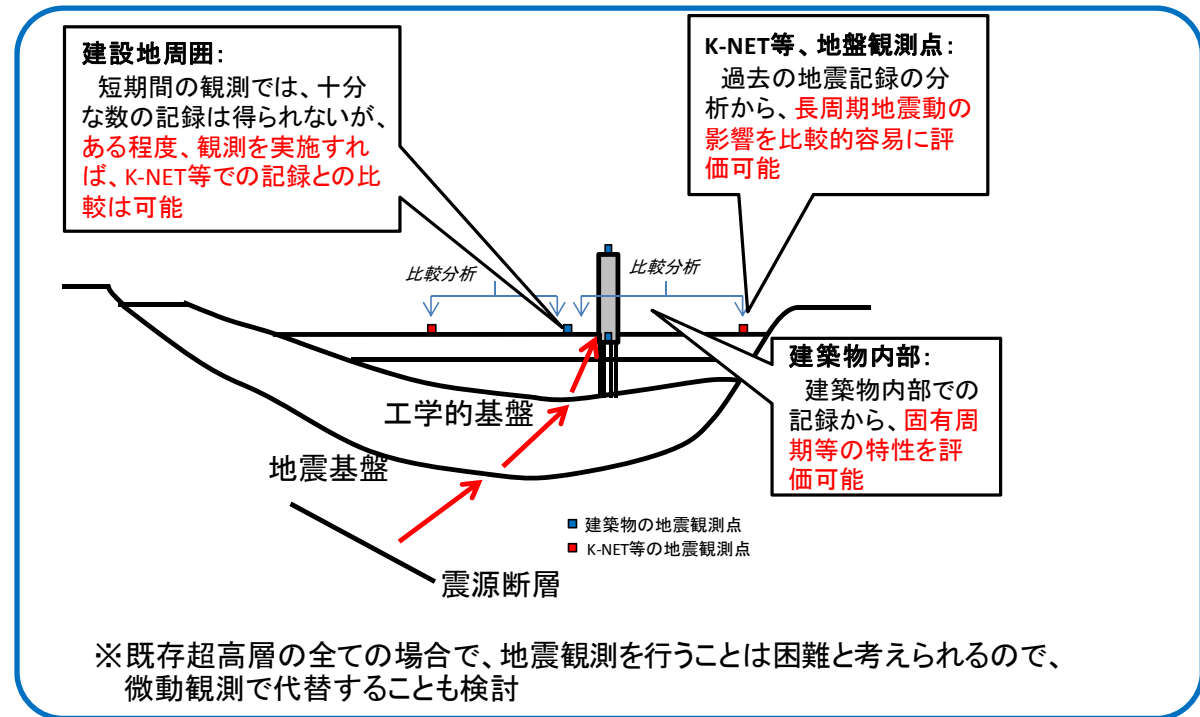 建設地周囲:
短期間の観測では、十分
な数の記録は得られないが、
ある程度、観測を実施すれ
ば、K-NET等での記録との比
較は可能
K-NET等、地盤観測点:
過去の地震記録の分
析から、長周期地震動の
影響を比較的容易に評
価可能
比較分析
比較分析
建築物内部:
建築物内部での
記録から、固有周
期等の特性を評
価可能
工学的基盤
地震基盤
震源断層
建築物の地震観測点
K-NET等の地震観測点
※既存超高層の全ての場合で、地震観測を行うことは困難と考えられるので、
微動観測で代替することも検討